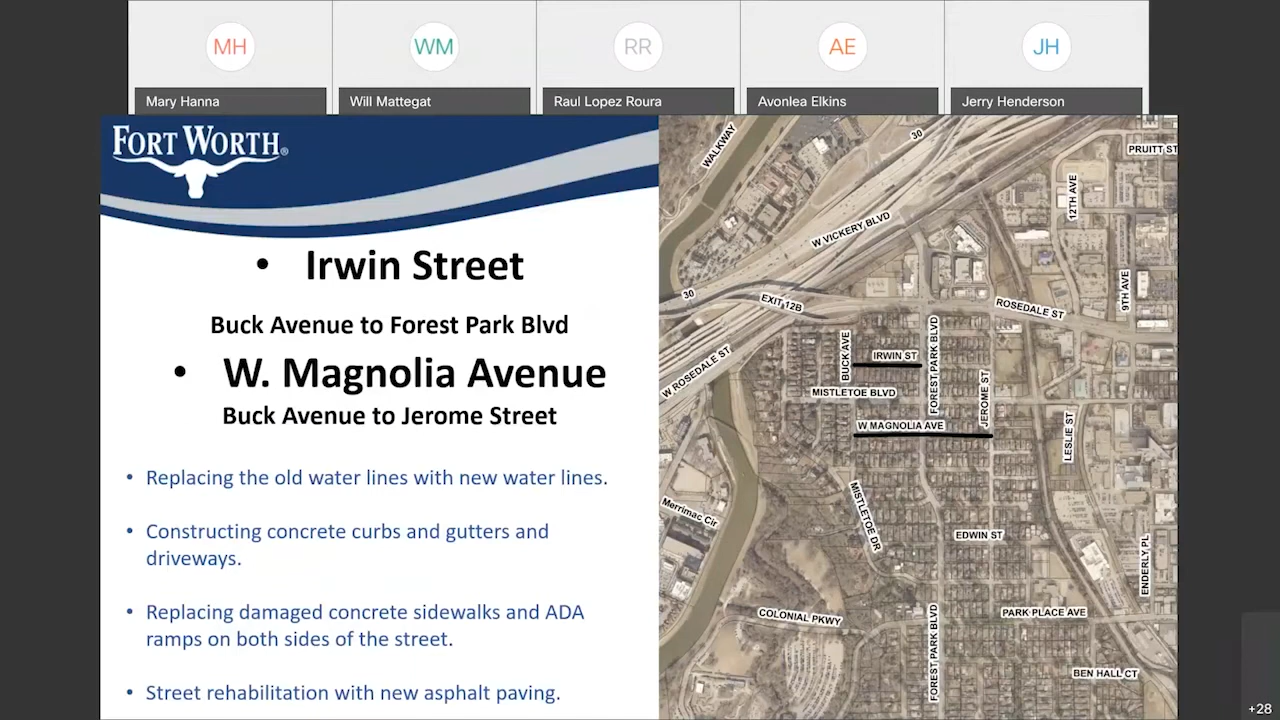 MH
WM
RR
AE
JH
Mary Hanna
Will Mattegat
Raul Lopez Roura
Avonlea Elkins
Jerry Henderson
FORT WORTH®
• Irwin Street
Buck Avenue to Forest Park Blvd
• W. Magnolia Avenue
Buck Avenue to Jerome Street
• Replacing the old water lines with new water lines.
• Constructing concrete curbs and gutters and
driveways.
• Replacing damaged concrete sidewalks and ADA
ramps on both sides of the street.
• Street rehabilitation with new asphalt paving.
WALKWAY
30
PRUITT ST
12TH AVE
W VICKERY BLVD
9TH AVE
30
EXIT 12B
ROSEDALE ST
W ROSEDALE ST
BUCK AVE
IRWIN ST
FOREST PARK BLVD
JEROME ST
MISTLETOE BLVD
W MAGNOLIA AVE
LESLIE ST
Merrimac Cir
MISTLETOE DR
EDWIN ST
ENDERLY PL
COLONIAL PKWY
PARK PLACE AVE
FOREST PARK BLVD
BEN HALL CT
+28